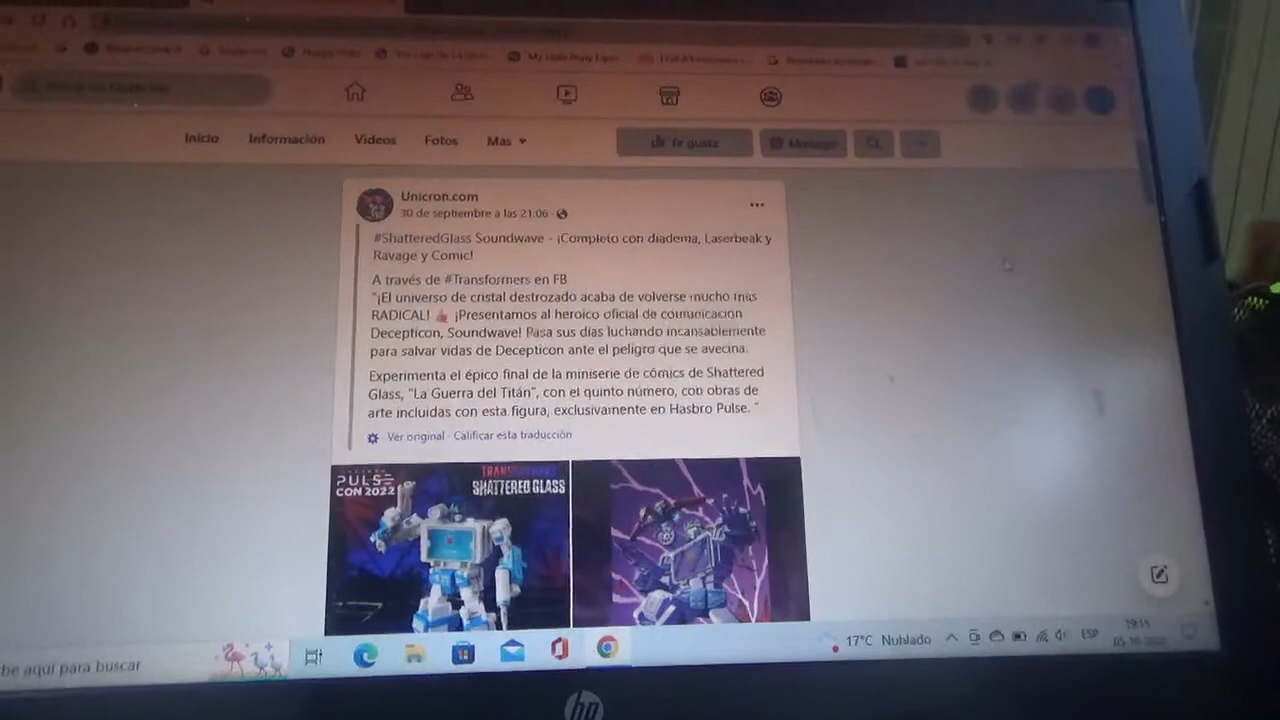 Inicio Información Videos Fotos Más
Te gusta
Unicron.com
30 de septiembre a las 21:06
#ShatteredGlass Soundwave - ¡Completo con diadema, Laserbeak y
Ravage y Comic!
A través de #Transformers en FB
"¡El universo de cristal destrozado acaba de volverse mucho más
RADICAL! ¡Presentamos al heroico oficial de comunicación
Decepticon, Soundwave! Pasa sus días luchando incansablemente
para salvar vidas de Decepticon ante el peligro que se avecina.
Experimenta el épico final de la miniserie de cómics de Shattered
Glass, "La Guerra del Titán", con el quinto número, con obras de
arte incluidas con esta figura, exclusivamente en Hasbro Pulse. "
Ver original · Calificar esta traducción
PULSE
CON 2022
TRANSFORMERS
SHATTERED GLASS
be aquí para buscar
17°C Nublado
ESP
19:15
hp